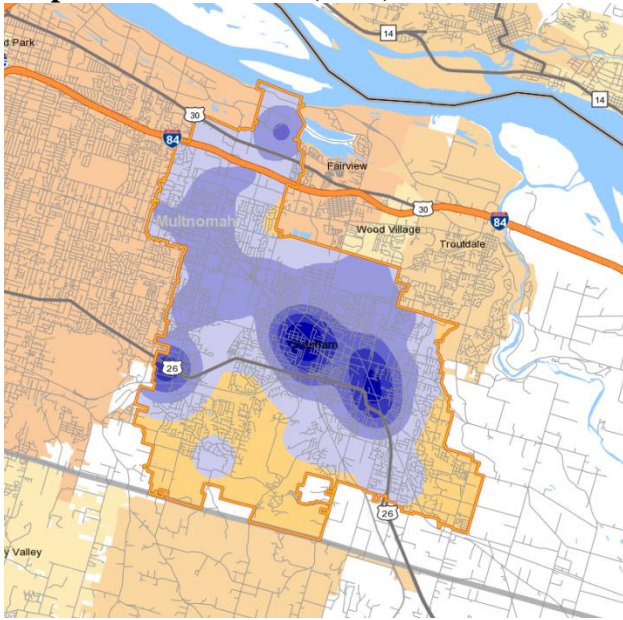 14
d Park
e
30
84
14
Fairview
30
84
Multnomah
Wood Village
Troutdale
Gresham
26
26
y Valley